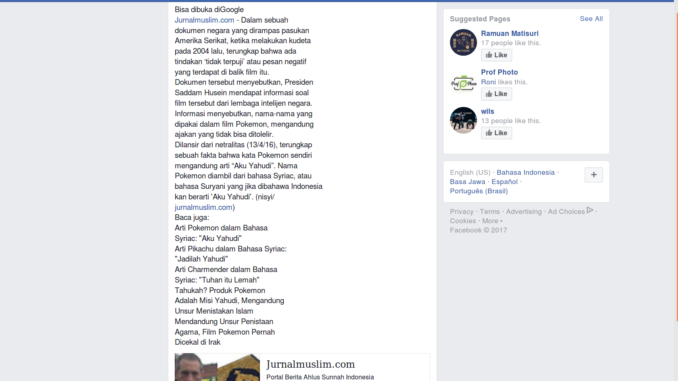 Bisa dibuka diGoogle
Jurnalmuslim.com - Dalam sebuah
dokumen negara yang dirampas pasukan
Amerika Serikat, ketika melakukan kudeta
pada 2004 lalu, terungkap bahwa ada
tindakan 'tidak terpuji' atau pesan negatif
yang terdapat di balik film itu.
Dokumen tersebut menyebutkan, Presiden
Saddam Husein mendapat informasi soal
film tersebut dari lembaga intelijen negara.
Informasi menyebutkan, nama-nama yang
dipakai dalam film Pokemon, mengandung
ajakan yang tidak bisa ditolelir.
Dilansir dari netralitas (13/4/16), terungkap
sebuah fakta bahwa kata Pokemon sendiri
mengandung arti "Aku Yahudi". Nama
Pokemon diambil dari bahasa Syriac, atau
bahasa Suryani yang jika dibahawa Indonesia
kan berarti 'Aku Yahudi'. (nisyi/
jurnalmuslim.com)
Baca juga:
Arti Pokemon dalam Bahasa
Syriac: "Aku Yahudi"
Arti Pikachu dalam Bahasa Syriac:
"Jadilah Yahudi"
Arti Charmender dalam Bahasa
Syriac: "Tuhan itu Lemah"
Tahukah? Produk Pokemon
Adalah Misi Yahudi, Mengandung
Unsur Menistakan Islam
Mendandung Unsur Penistaan
Agama, Film Pokemon Pernah
Dicekal di Irak
Jurnalmuslim.com
Portal Berita Ahlus Sunnah Indonesia
Suggested Pages
See All
Ramuan Matisuri
17 people like this.
Like
Prof Photo
Roni likes this.
Like
wils
13 people like this.
Like
English (US) · Bahasa Indonesia ·
Basa Jawa · Español ·
Português (Brasil)
+
Privacy · Terms · Advertising · Ad Choices ·
Cookies · More
Facebook © 2017